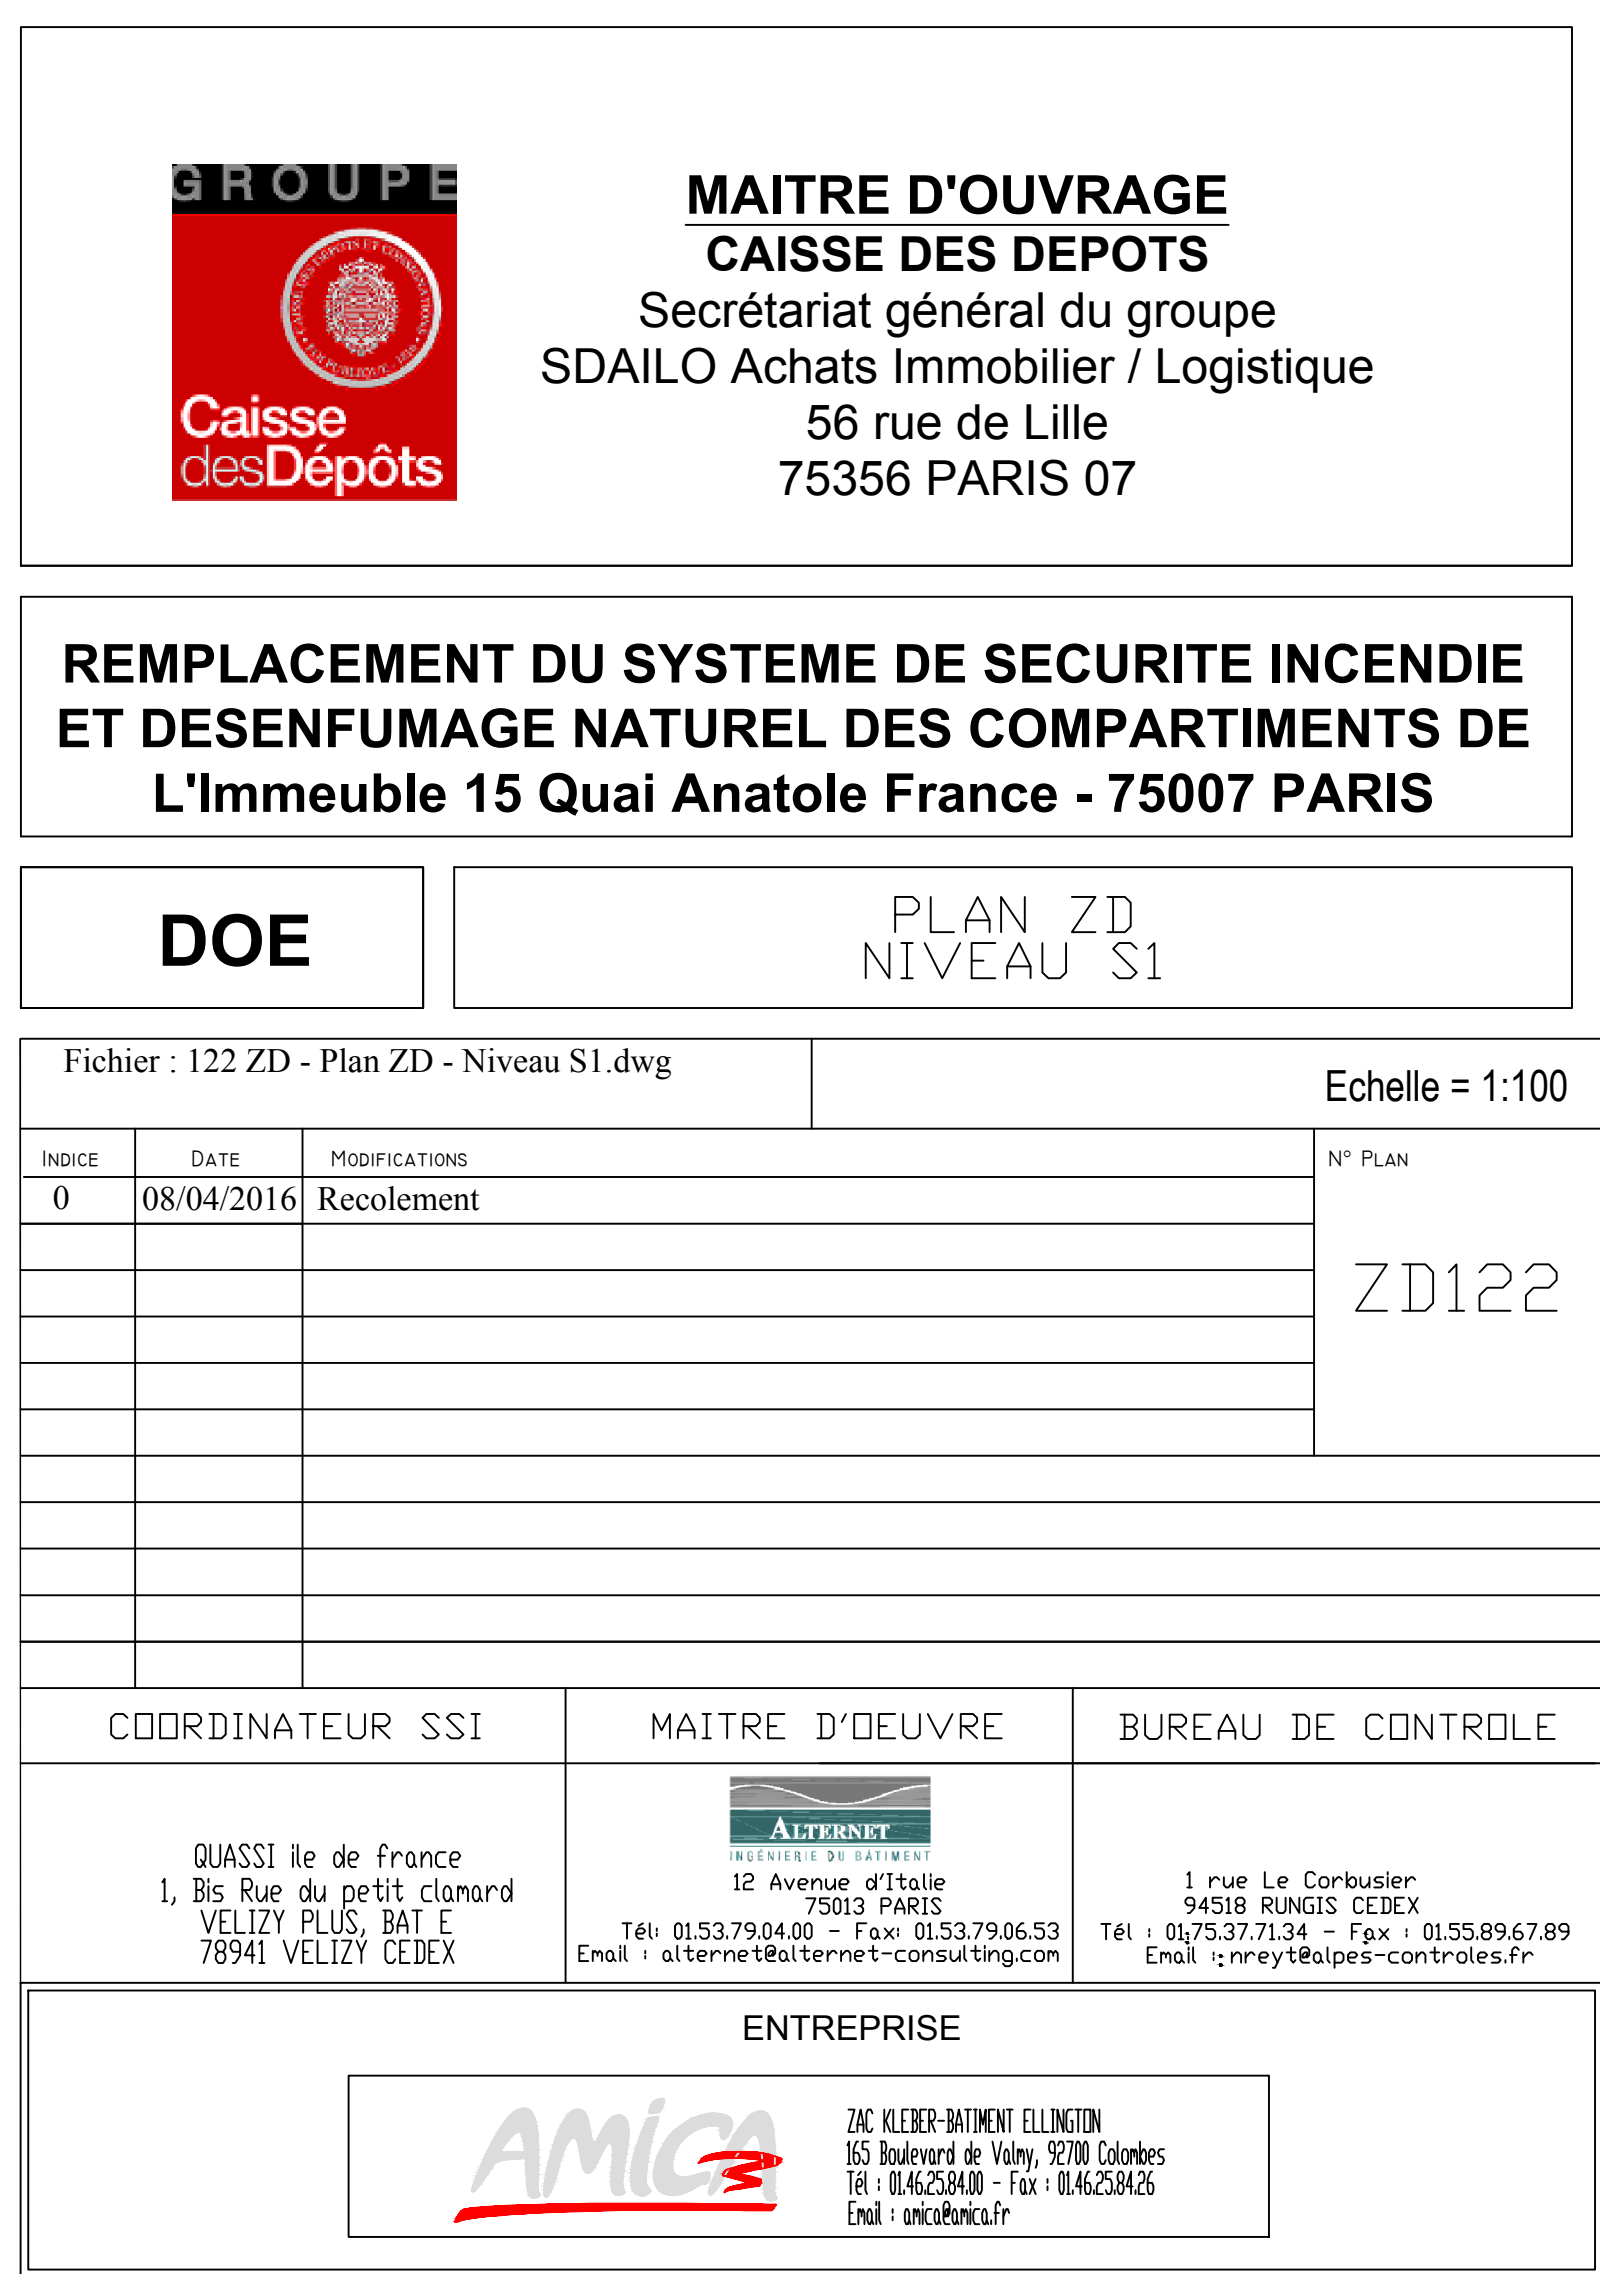 GROUPE
CAISSE DES DEPOTS ET CONSIGNATIONS
FOI PUBLIQUE 1816
Caisse
desDépôts
MAITRE D'OUVRAGE
CAISSE DES DEPOTS
Secrétariat général du groupe
SDAILO Achats Immobilier / Logistique
56 rue de Lille
75356 PARIS 07
REMPLACEMENT DU SYSTEME DE SECURITE INCENDIE
ET DESENFUMAGE NATUREL DES COMPARTIMENTS DE
L'Immeuble 15 Quai Anatole France - 75007 PARIS
DOE
PLAN ZD
NIVEAU S1
Fichier : 122 ZD - Plan ZD - Niveau S1.dwg
Echelle = 1:100
INDICE DATE MODIFICATIONS N° PLAN
0 08/04/2016 Recolement
ZD122
COORDINATEUR SSI
QUASSI ile de france
1, Bis Rue du petit clamard
VELIZY PLUS, BAT E
78941 VELIZY CEDEX
MAITRE D'OEUVRE
ALTERNET
INGÉNIERIE DU BÂTIMENT
12 Avenue d'Italie
75013 PARIS
Tél: 01.53.79.04.00 - Fax: 01.53.79.06.53
Email : alternet@alternet-consulting.com
BUREAU DE CONTROLE
1 rue Le Corbusier
94518 RUNGIS CEDEX
Tél : 01.75.37.71.34 - Fax : 01.55.89.67.89
Email : nreyt@alpes-controles.fr
ENTREPRISE
AMiCA
ZAC KLEBER-BATIMENT ELLINGTON
165 Boulevard de Valmy, 92700 Colombes
Tél : 01.46.25.84.00 - Fax : 01.46.25.84.26
Email : amica@amica.fr